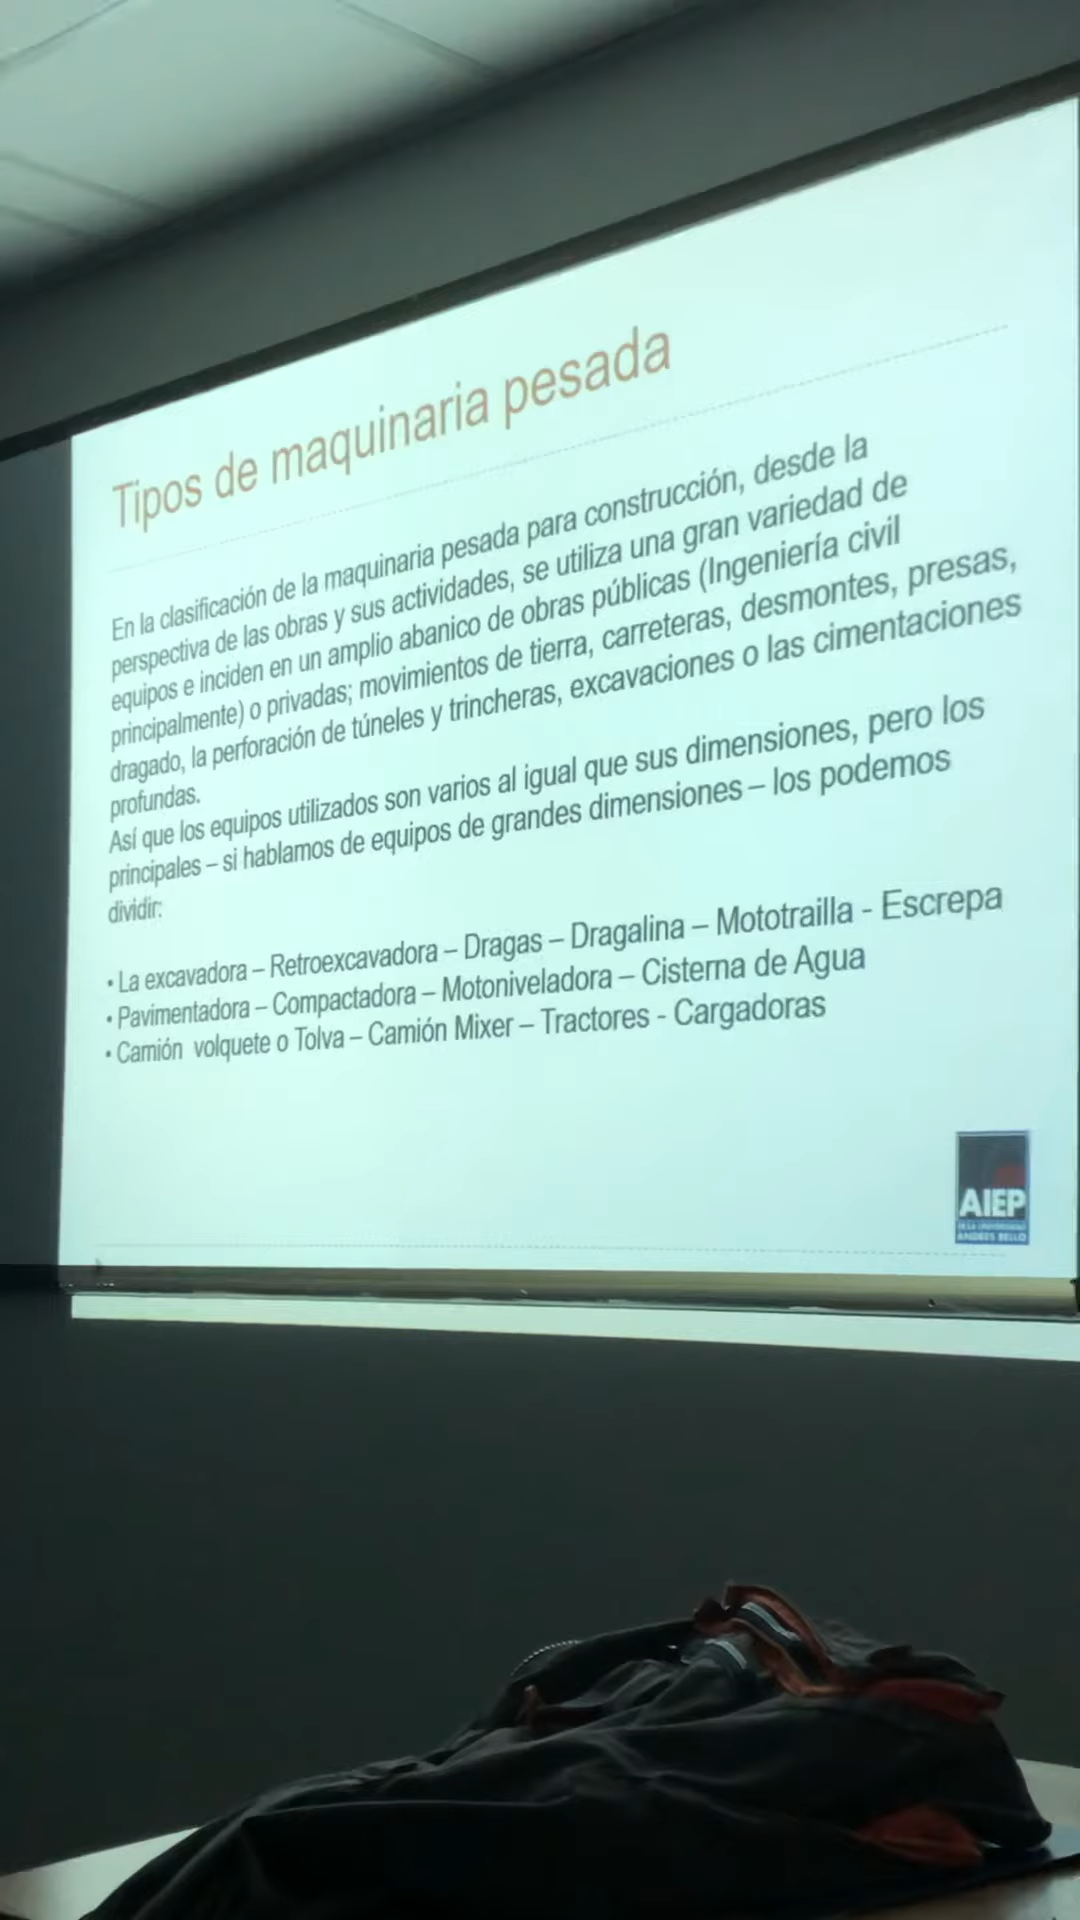 Tipos de maquinaria pesada
En la clasificación de la maquinaria pesada para construcción, desde la
perspectiva de las obras y sus actividades, se utiliza una gran variedad de
equipos e inciden en un amplio abanico de obras públicas (Ingeniería civil
principalmente) o privadas; movimientos de tierra, carreteras, desmontes, presas,
dragado, la perforación de túneles y trincheras, excavaciones o las cimentaciones
profundas.
Así que los equipos utilizados son varios al igual que sus dimensiones, pero los
principales – si hablamos de equipos de grandes dimensiones – los podemos
dividir:
• La excavadora – Retroexcavadora – Dragas – Dragalina – Mototrailla - Escrepa
• Pavimentadora – Compactadora – Motoniveladora – Cisterna de Agua
• Camión volquete o Tolva – Camión Mixer – Tractores - Cargadoras
AIEP
DE LA UNIVERSIDAD
ANDRES BELLO